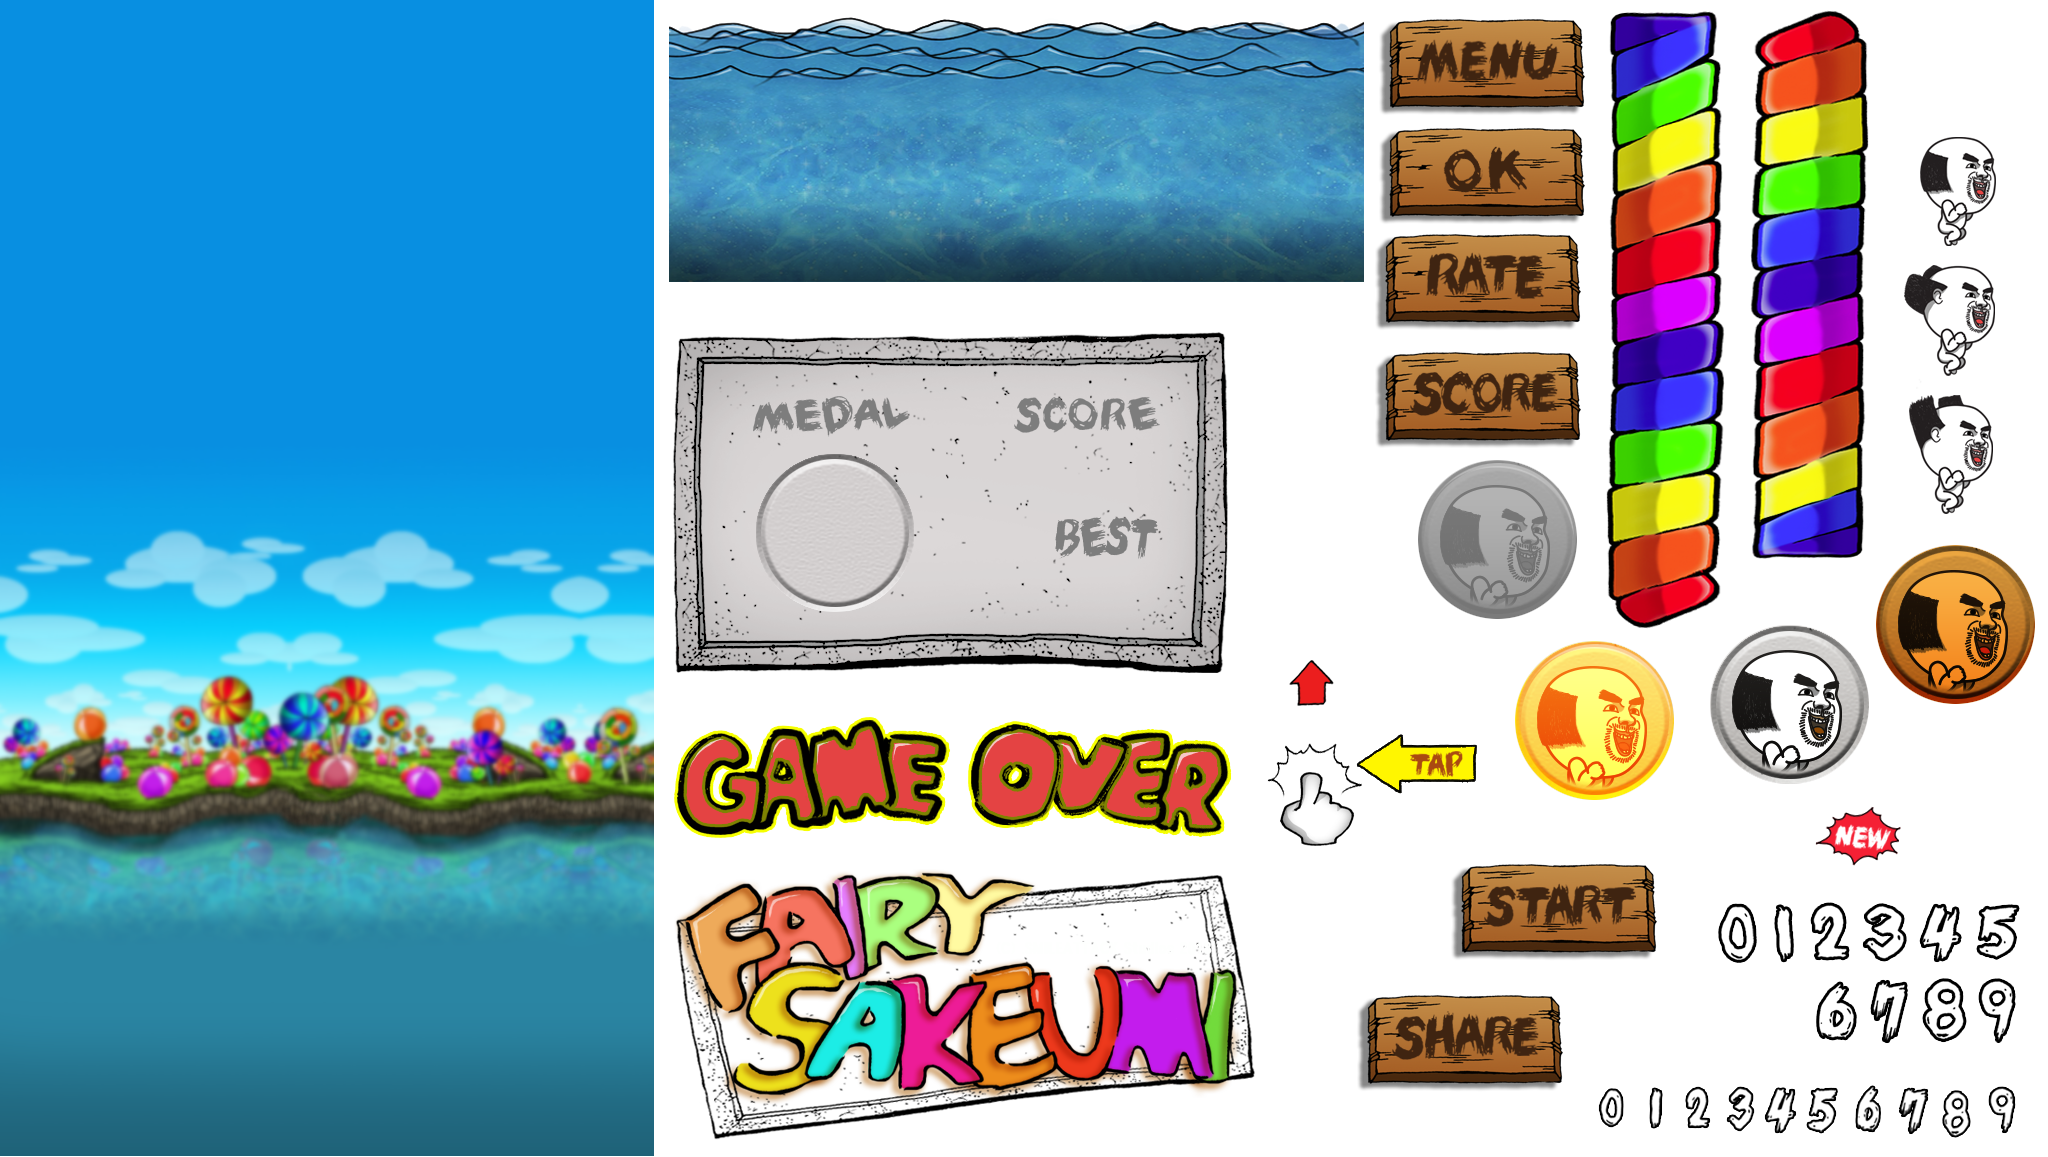 MENU
OK
RATE
SCORE
MEDAL SCORE
BEST
GAME OVER
TAP
NEW
FAIRY
SAKEUMI
START
SHARE
0 1 2 3 4 5
6 7 8 9
0 1 2 3 4 5 6 7 8 9